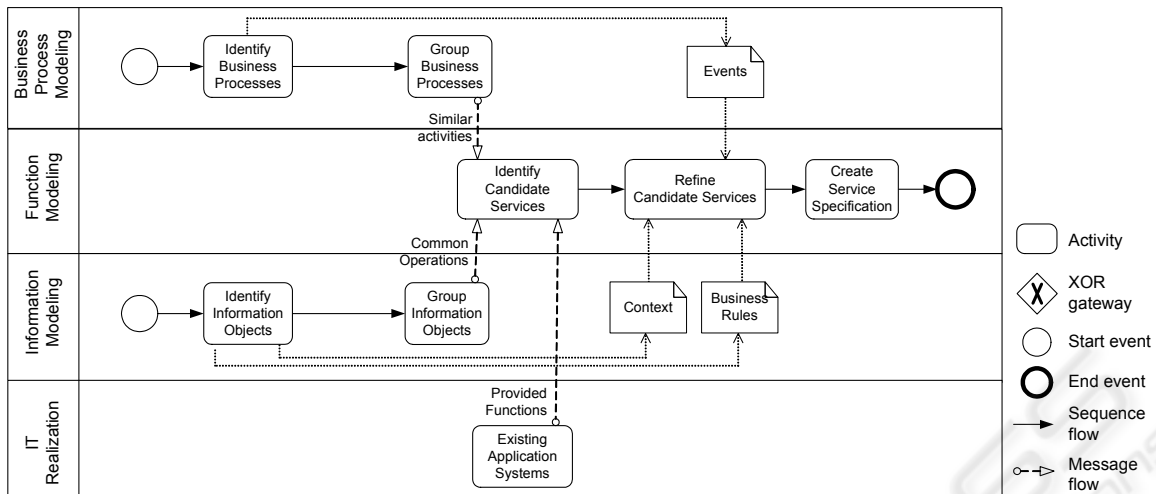 Business
Process
Modeling
Identify
Business
Processes
Group
Business
Processes
Events
Similar
activities
Function
Modeling
Identify
Candidate
Services
Refine
Candidate Services
Create
Service
Specification
Common
Operations
Information
Modeling
Identify
Information
Objects
Group
Information
Objects
Context
Business
Rules
IT
Realization
Provided
Functions
Existing
Application
Systems
Activity
XOR
gateway
Start event
End event
Sequence
flow
Message
flow